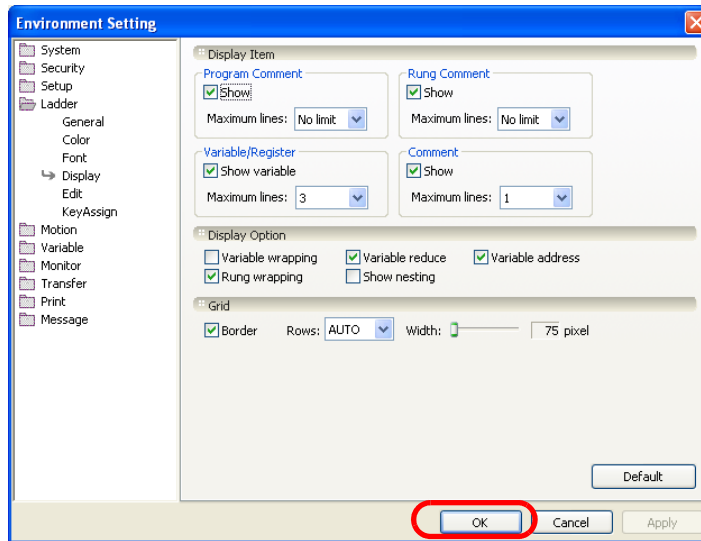 Environment Setting
System
Security
Setup
Ladder
General
Color
Font
Display
Edit
KeyAssign
Motion
Variable
Monitor
Transfer
Print
Message
Display Item
Program Comment
Show
Maximum lines: No limit
Rung Comment
Show
Maximum lines: No limit
Variable/Register
Show variable
Maximum lines: 3
Comment
Show
Maximum lines: 1
Display Option
Variable wrapping Variable reduce Variable address
Rung wrapping Show nesting
Grid
Border Rows: AUTO Width: 75 pixel
Default
OK Cancel Apply